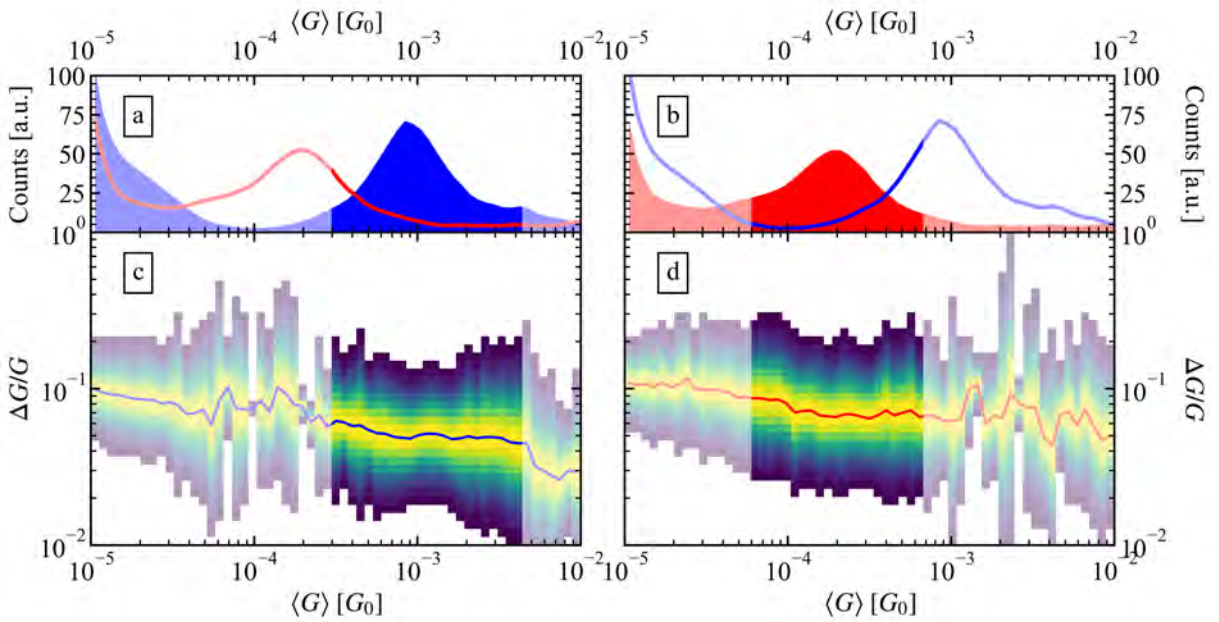 ⟨G⟩ [G₀] ⟨G⟩ [G₀]
10⁻⁵ 10⁻⁴ 10⁻³ 10⁻² 10⁻⁵ 10⁻⁴ 10⁻³ 10⁻²
100 100
a b
75 75
Counts [a.u.] Counts [a.u.]
50 50
25 25
0 0
10⁰ 10⁰
c d
ΔG/G ΔG/G
10⁻¹ 10⁻¹
10⁻² 10⁻²
10⁻⁵ 10⁻⁴ 10⁻³ 10⁻² 10⁻⁵ 10⁻⁴ 10⁻³ 10⁻²
⟨G⟩ [G₀] ⟨G⟩ [G₀]